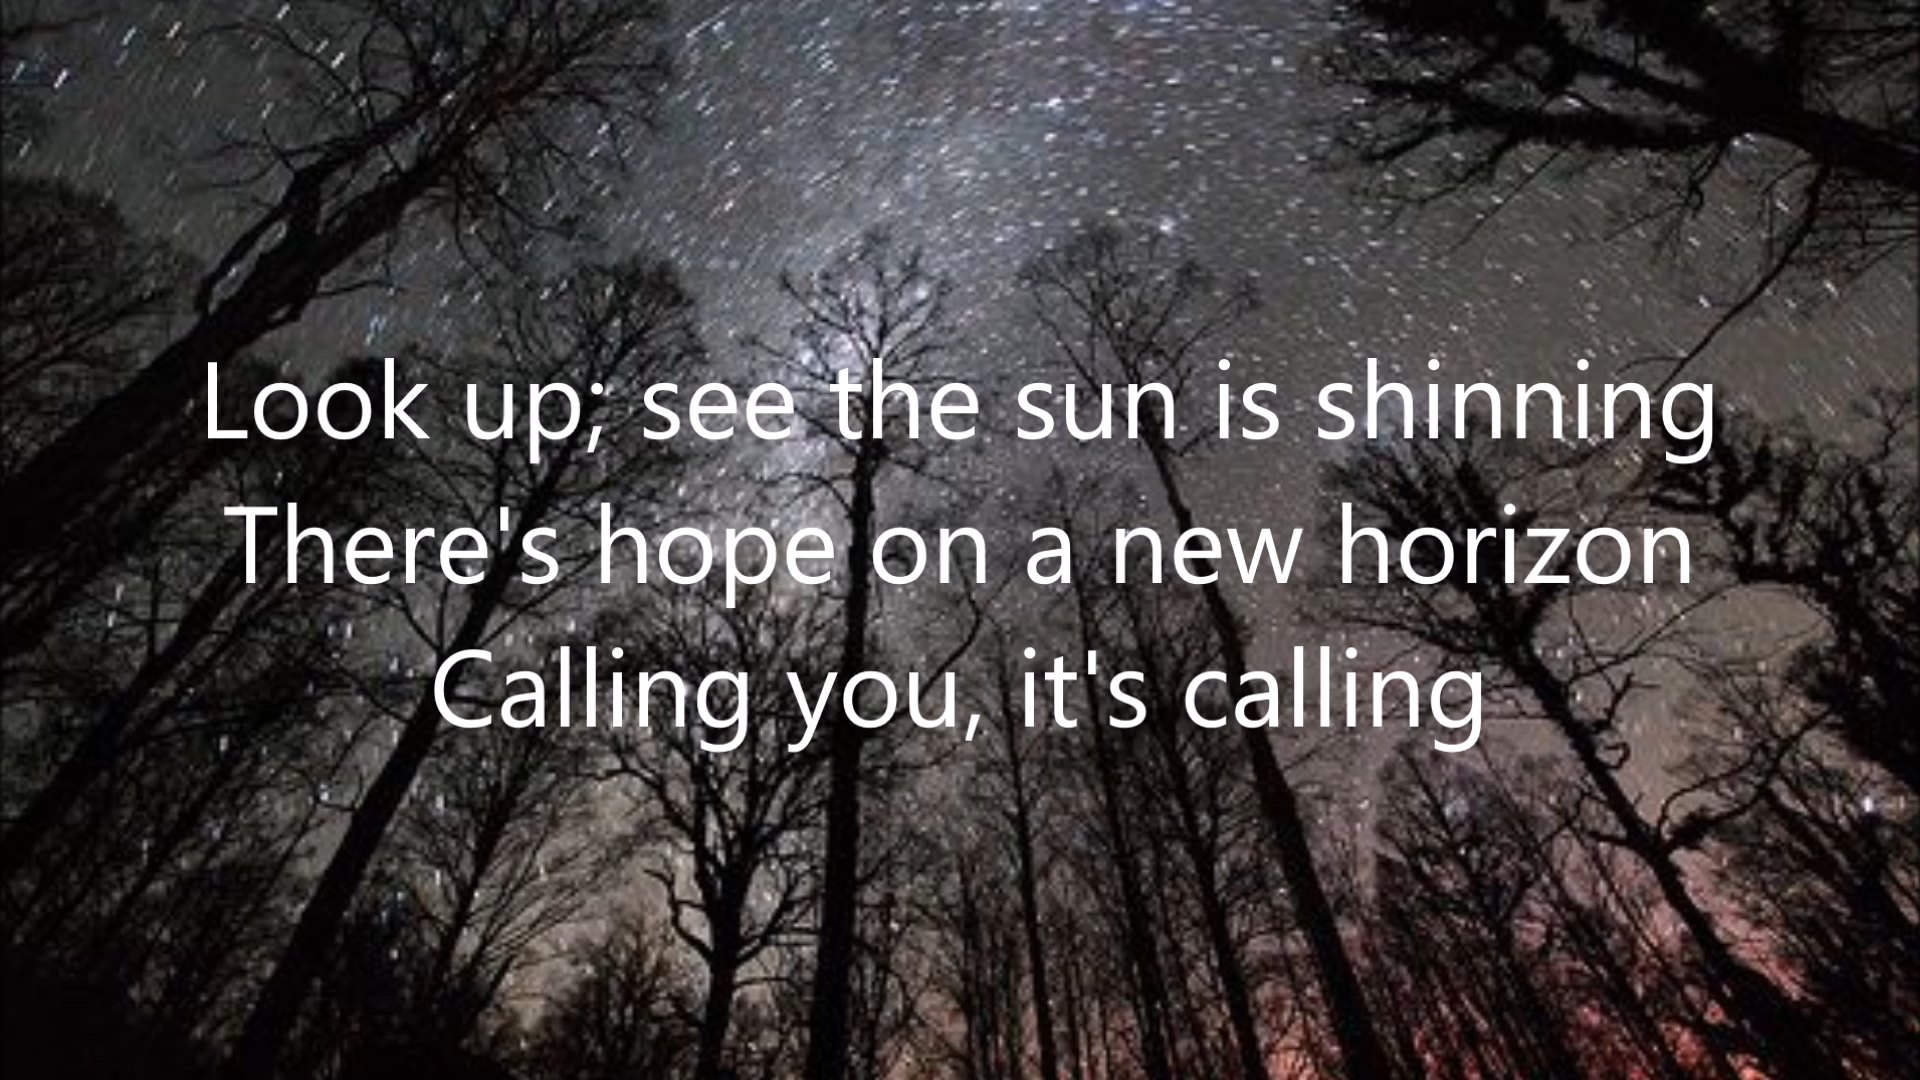 Look up; see the sun is shinning
There's hope on a new horizon
Calling you, it's calling